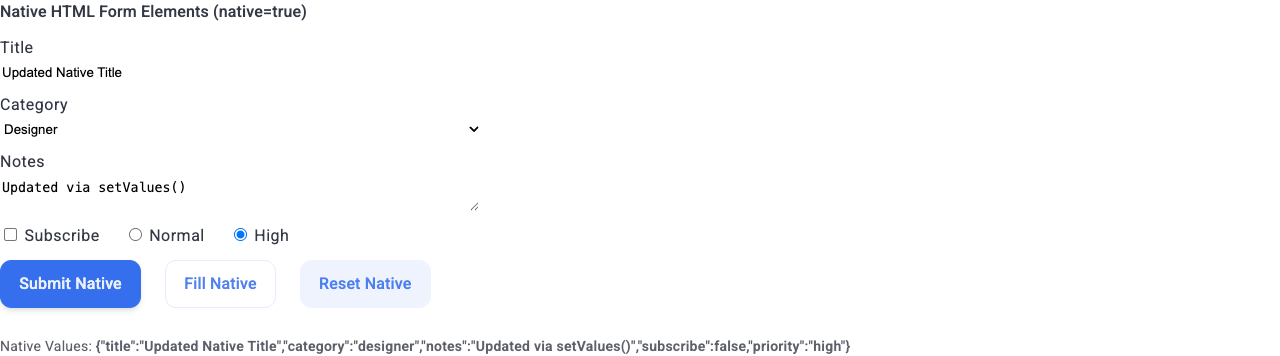 Native HTML Form Elements (native=true)
Title
Updated Native Title
Category
Designer
Notes
Updated via setValues()
Subscribe Normal High
Submit Native Fill Native Reset Native
Native Values: {"title":"Updated Native Title","category":"designer","notes":"Updated via setValues()","subscribe":false,"priority":"high"}